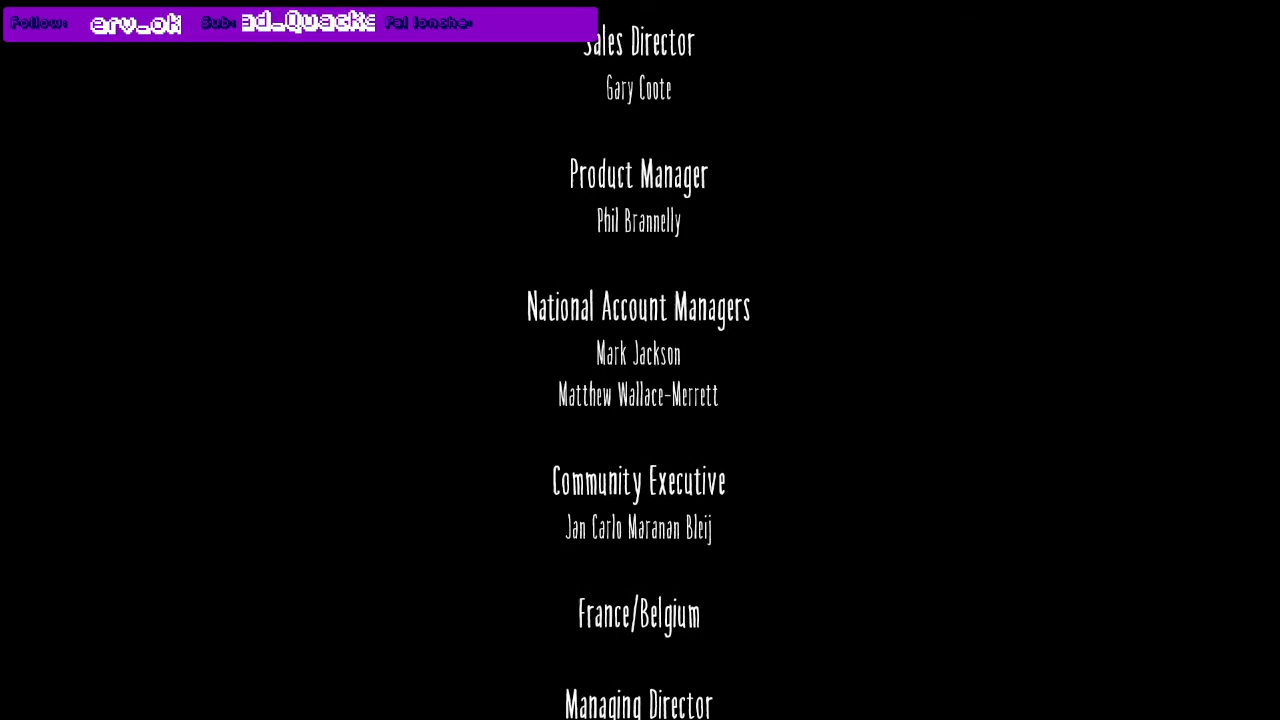 Follow: erv_ok Sub: ad_Quacks
Sales Director
Gary Coote
Product Manager
Phil Brannelly
National Account Managers
Mark Jackson
Matthew Wallace-Merrett
Community Executive
Jan Carlo Maranan Bleij
France/Belgium
Managing Director